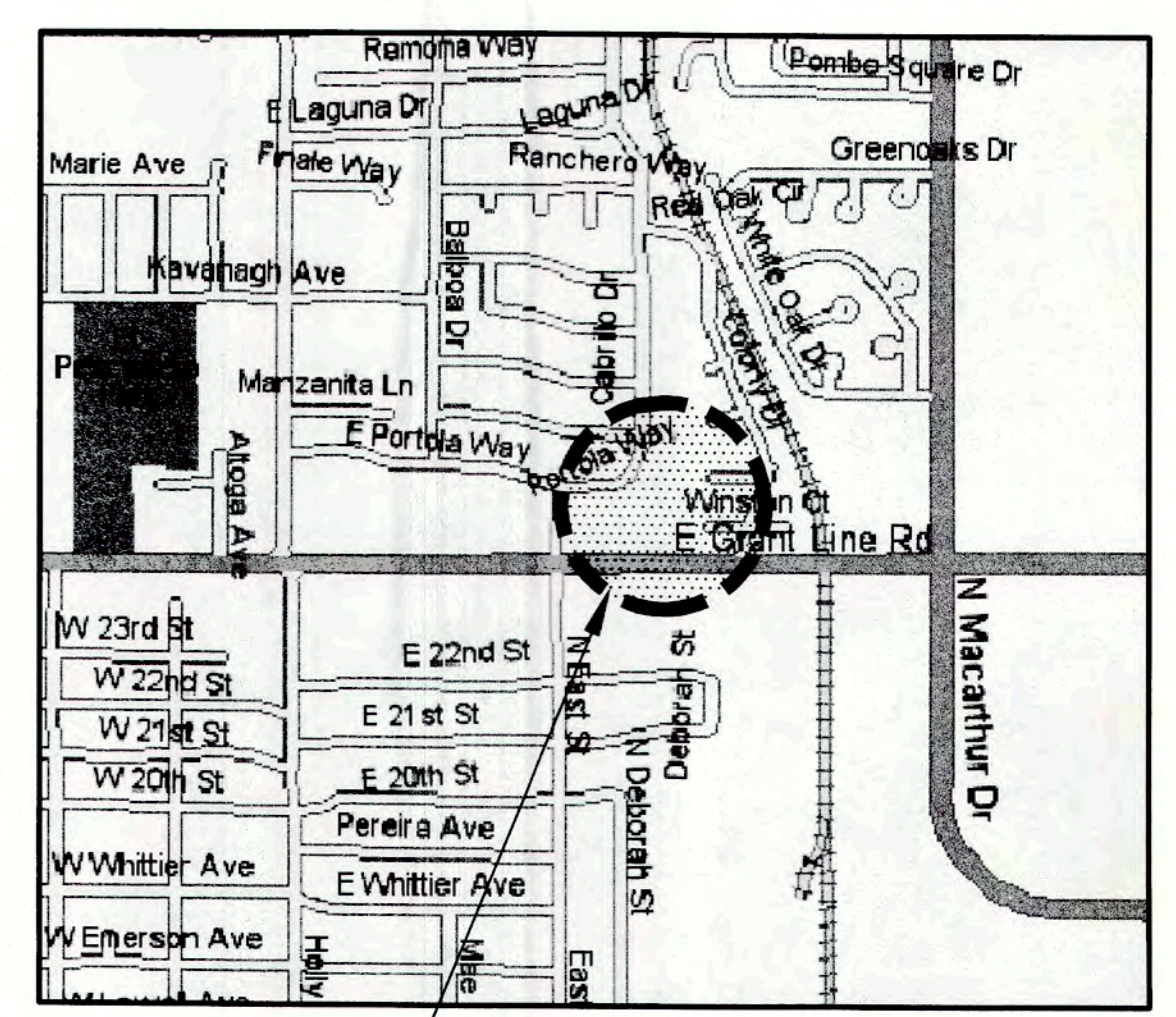 Ramona Way
Pombo Square Dr
E Laguna Dr
Laguna Dr
Greenoaks Dr
Marie Ave
Finale Way
Ranchero Way
Red Oak Cir
White Oak Dr
Balboa Dr
Kavanagh Ave
Cabrillo Dr
Colony Dr
P
Manzanita Ln
E Portola Way
Portola Way
Altoga Ave
Winston Ct
E Grant Line Rd
W 23rd St
E 22nd St
N East St
Deborah St
N Macarthur Dr
W 22nd St
E 21st St
W 21st St
N Deborah St
W 20th St
E 20th St
Pereira Ave
W Whittier Ave
E Whittier Ave
W Emerson Ave
Holly
Mae
East
W Lowell Ave